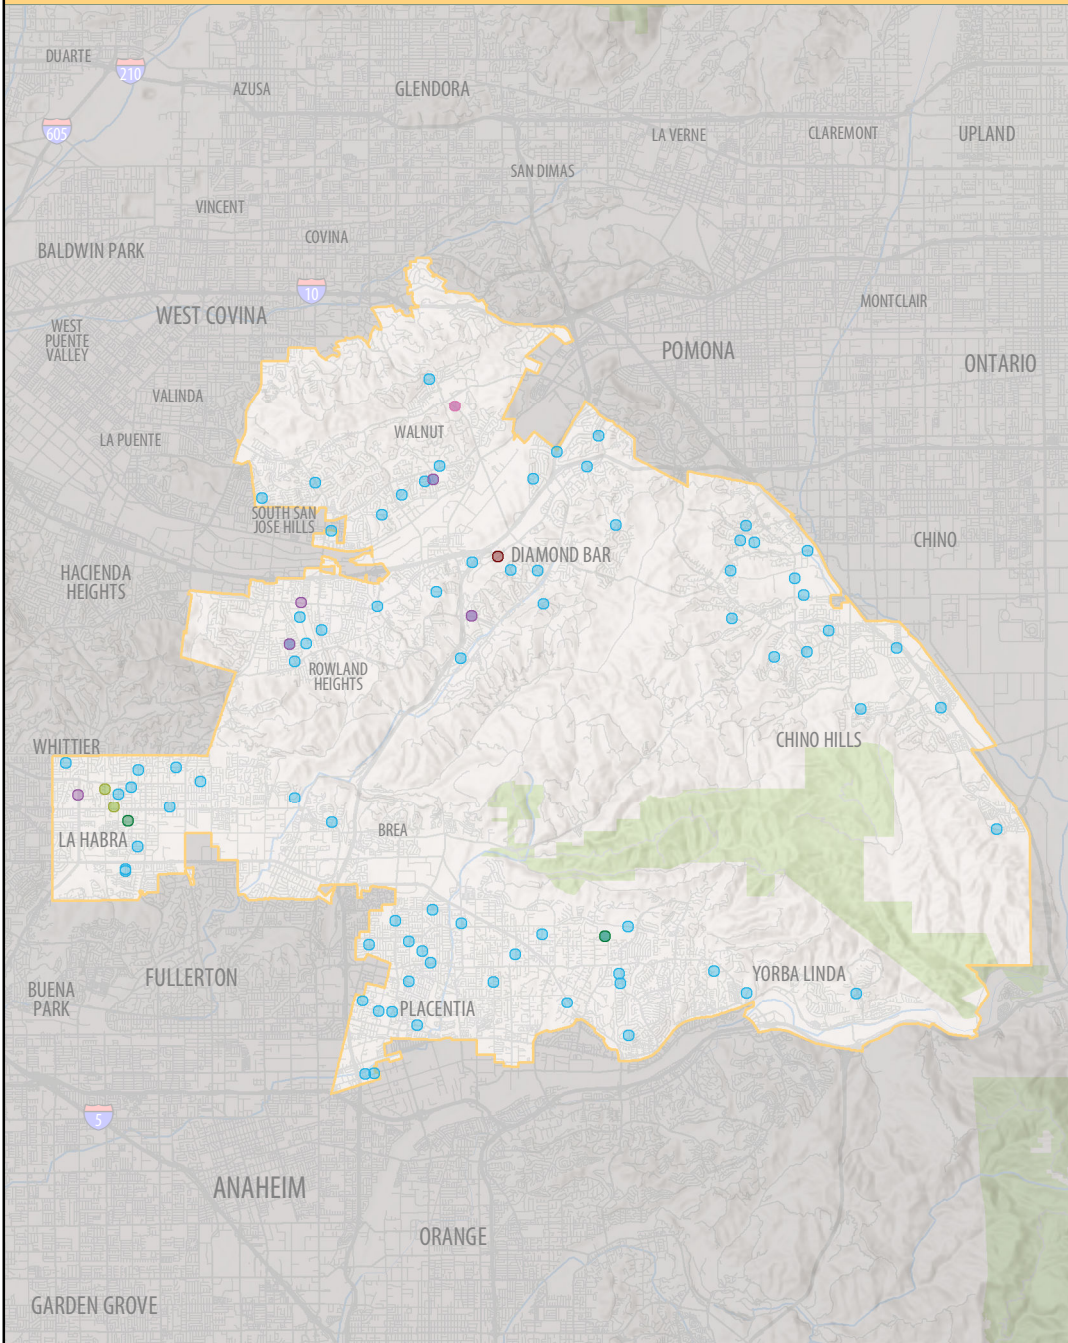 DUARTE
210
AZUSA
GLENDORA
605
LA VERNE
CLAREMONT
UPLAND
SAN DIMAS
VINCENT
COVINA
BALDWIN PARK
10
MONTCLAIR
WEST COVINA
WEST
PUENTE
VALLEY
POMONA
ONTARIO
VALINDA
WALNUT
LA PUENTE
SOUTH SAN
JOSE HILLS
CHINO
DIAMOND BAR
HACIENDA
HEIGHTS
ROWLAND
HEIGHTS
WHITTIER
CHINO HILLS
BREA
LA HABRA
FULLERTON
YORBA LINDA
BUENA
PARK
PLACENTIA
5
ANAHEIM
ORANGE
GARDEN GROVE